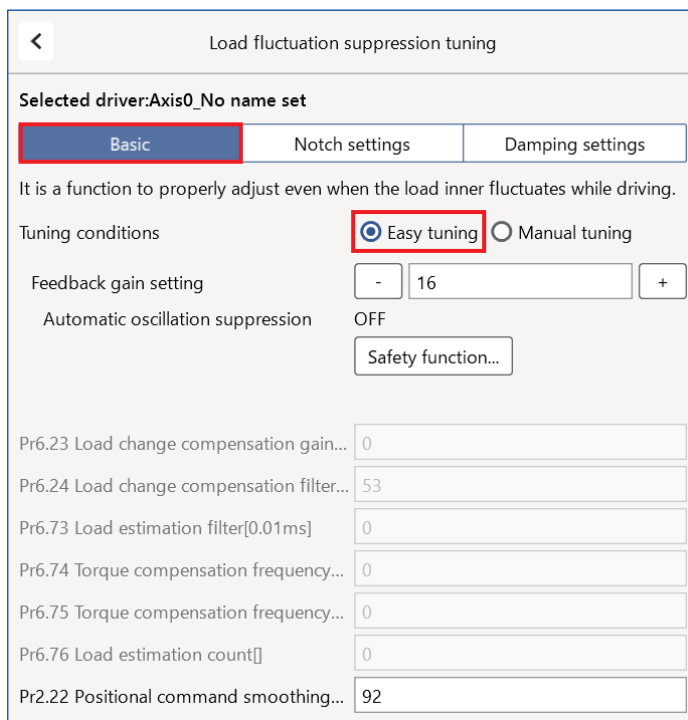 Load fluctuation suppression tuning
Selected driver:Axis0_No name set
Basic Notch settings Damping settings
It is a function to properly adjust even when the load inner fluctuates while driving.
Tuning conditions Easy tuning Manual tuning
Feedback gain setting - 16 +
Automatic oscillation suppression OFF
Safety function...
Pr6.23 Load change compensation gain... 0
Pr6.24 Load change compensation filter... 53
Pr6.73 Load estimation filter[0.01ms] 0
Pr6.74 Torque compensation frequency... 0
Pr6.75 Torque compensation frequency... 0
Pr6.76 Load estimation count[] 0
Pr2.22 Positional command smoothing... 92